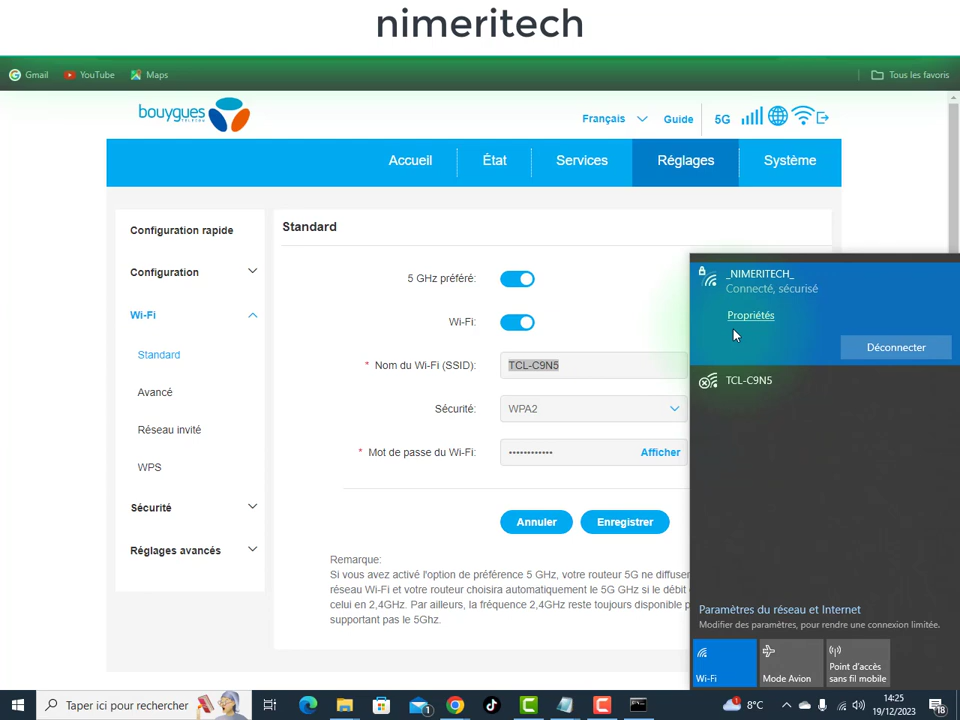 nimeritech
Gmail YouTube Maps Tous les favoris
bouygues
TELECOM
Français Guide 5G
Accueil État Services Réglages Système
Configuration rapide
Configuration
Wi-Fi
Standard
Avancé
Réseau invité
WPS
Sécurité
Réglages avancés
Standard
5 GHz préféré:
Wi-Fi:
* Nom du Wi-Fi (SSID): TCL-C9N5
Sécurité: WPA2
* Mot de passe du Wi-Fi: •••••••••••• Afficher
Annuler Enregistrer
Remarque:
Si vous avez activé l'option de préférence 5 GHz, votre routeur 5G ne diffuser
réseau Wi-Fi et votre routeur choisira automatiquement le 5G GHz si le débit
celui en 2,4GHz. Par ailleurs, la fréquence 2,4GHz reste toujours disponible p
supportant pas le 5Ghz.
_NIMERITECH_
Connecté, sécurisé
Propriétés
Déconnecter
TCL-C9N5
Paramètres du réseau et Internet
Modifier des paramètres, pour rendre une connexion limitée.
Wi-Fi
Mode Avion
Point d'accès
sans fil mobile
Taper ici pour rechercher
1
8°C
14:25
19/12/2023
18